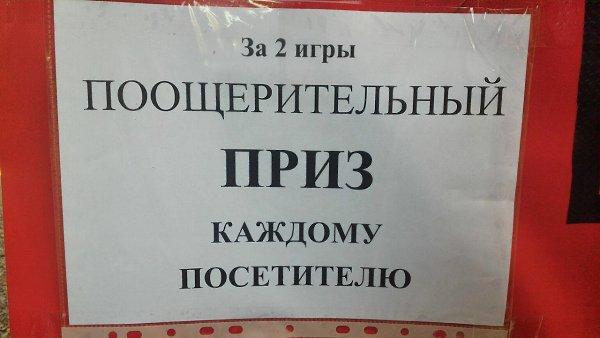 За 2 игры
ПООЩЕРИТЕЛЬНЫЙ
ПРИЗ
КАЖДОМУ
ПОСЕТИТЕЛЮ